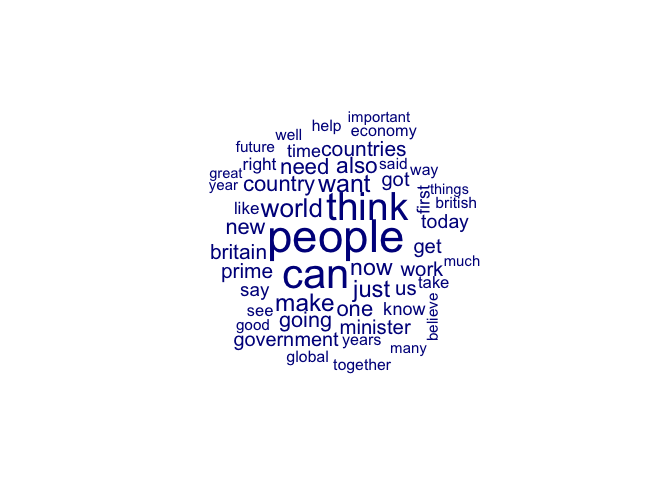 important
well help economy
future time countries
great right need also said way
year country want got first things
like world think british
new people today
britain can now get
prime just us work much
say make one know take
see going minister believe
good government years many
global together